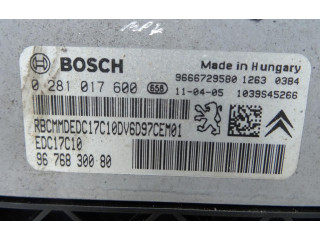 BOSCH
Made in Hungary
9666729580 1263 0384
0 281 017 600 658
11-04-05 1039S45266
RBCMMDEDC17C10DV6D97CEM01
EDC17C10
96 768 300 80